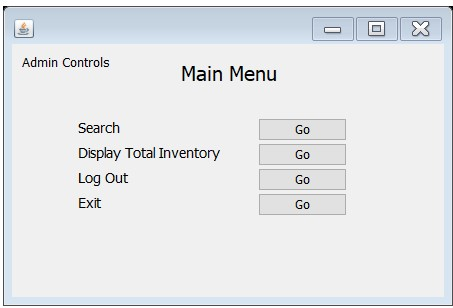 Admin Controls
Main Menu
Search Go
Display Total Inventory Go
Log Out Go
Exit Go